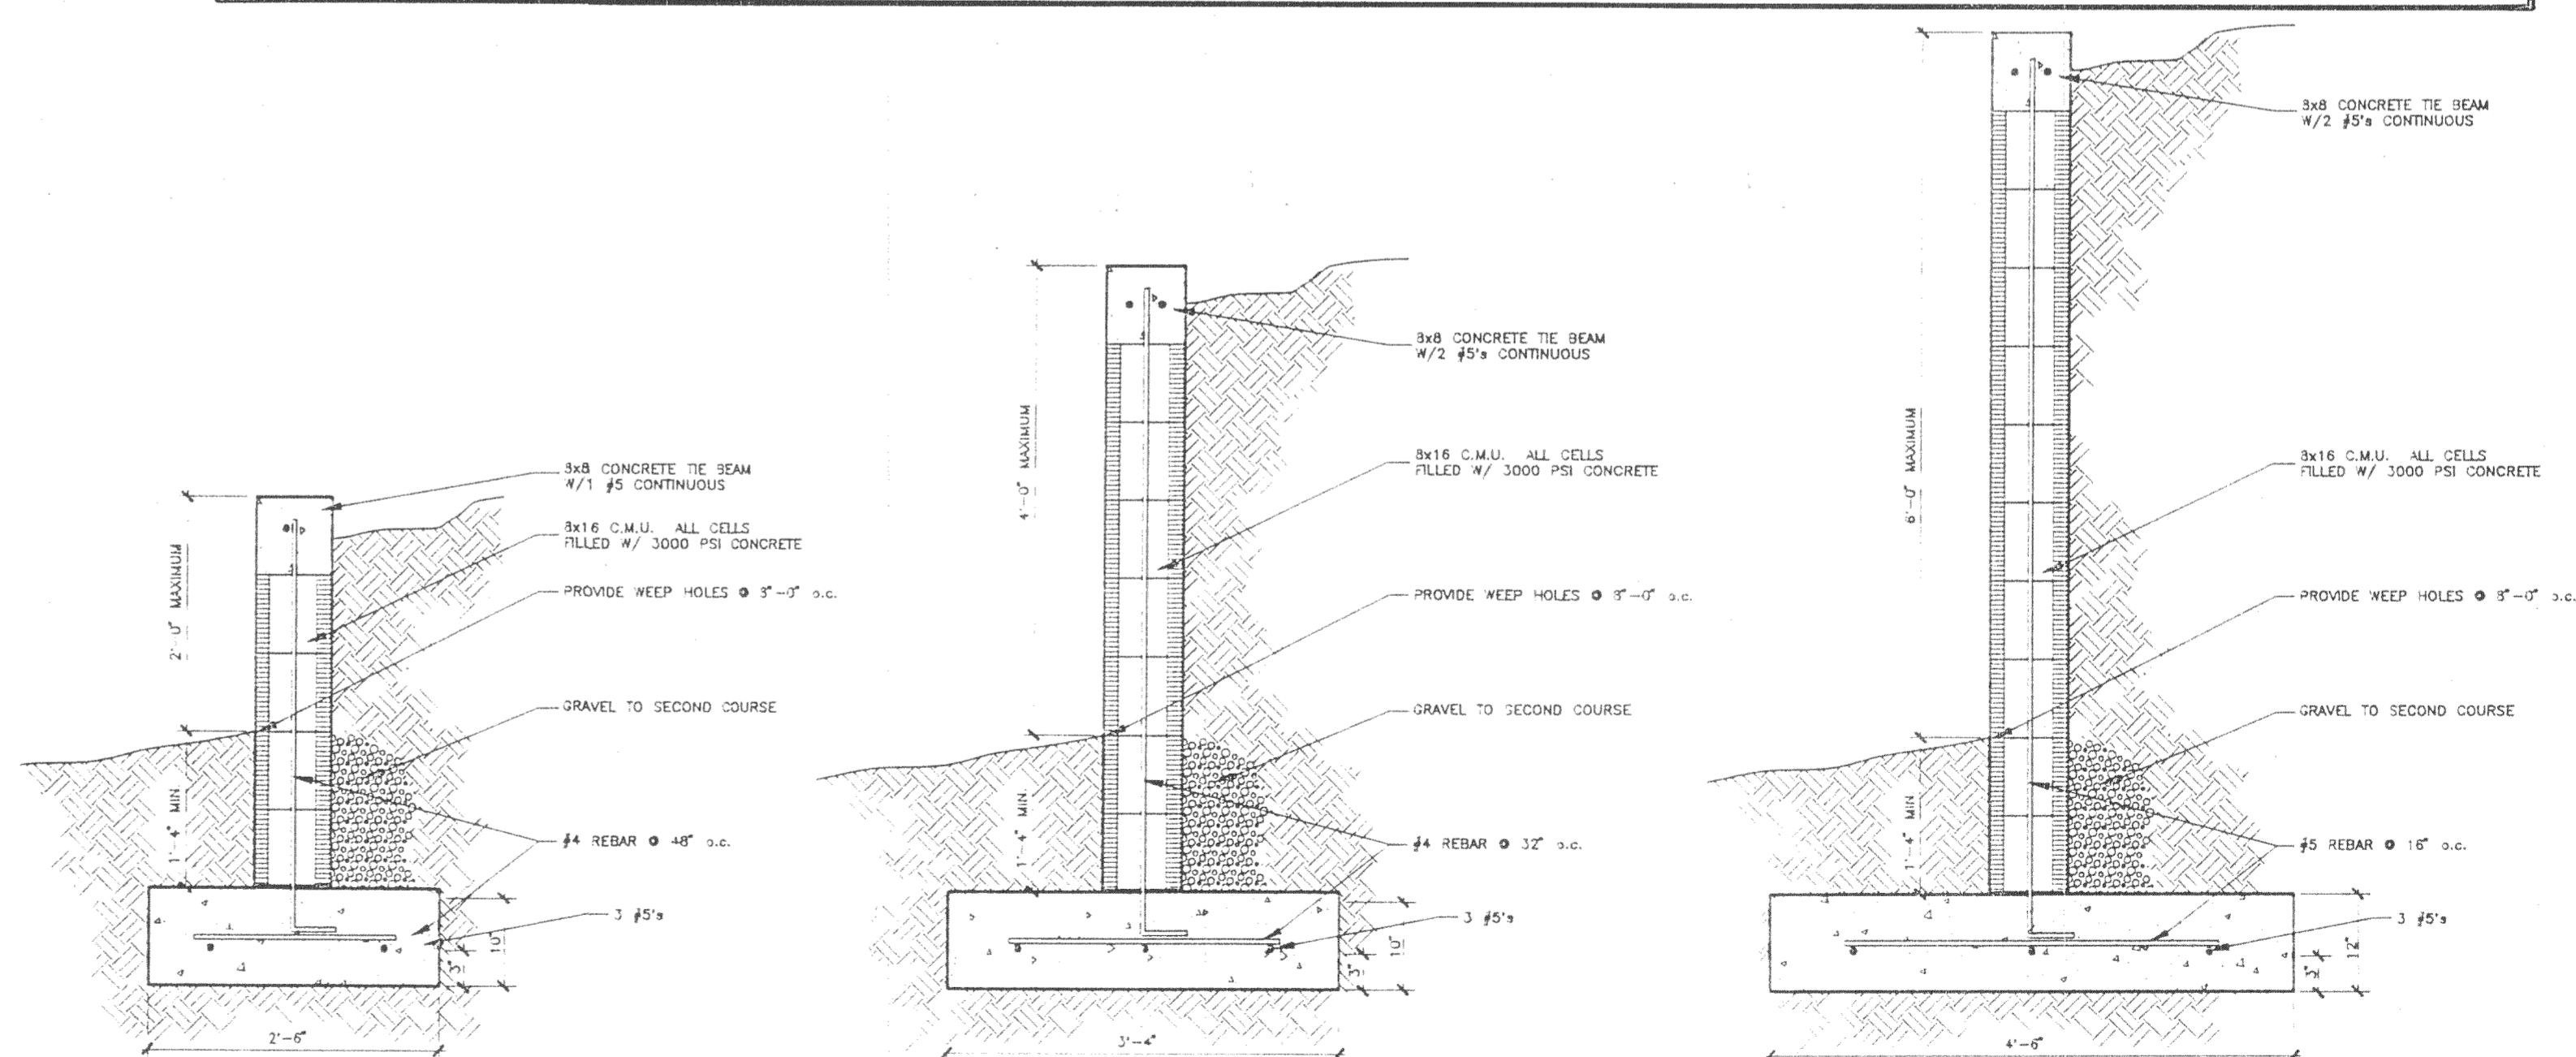 2'-0" MAXIMUM
1'-4" MIN.
8x8 CONCRETE TIE BEAM
W/1 #5 CONTINUOUS
8x16 C.M.U. ALL CELLS
FILLED W/ 3000 PSI CONCRETE
PROVIDE WEEP HOLES @ 8"-0" o.c.
GRAVEL TO SECOND COURSE
#4 REBAR @ 48" o.c.
3 #5's
10"
3"
2'-6"
4'-0" MAXIMUM
1'-4" MIN.
8x8 CONCRETE TIE BEAM
W/2 #5's CONTINUOUS
8x16 C.M.U. ALL CELLS
FILLED W/ 3000 PSI CONCRETE
PROVIDE WEEP HOLES @ 8"-0" o.c.
GRAVEL TO SECOND COURSE
#4 REBAR @ 32" o.c.
3 #5's
10"
3"
3'-4"
6'-0" MAXIMUM
1'-4" MIN
8x8 CONCRETE TIE BEAM
W/2 #5's CONTINUOUS
8x16 C.M.U. ALL CELLS
FILLED W/ 3000 PSI CONCRETE
PROVIDE WEEP HOLES @ 8"-0" o.c.
GRAVEL TO SECOND COURSE
#5 REBAR @ 16" o.c.
3 #5's
12"
3"
4'-6"